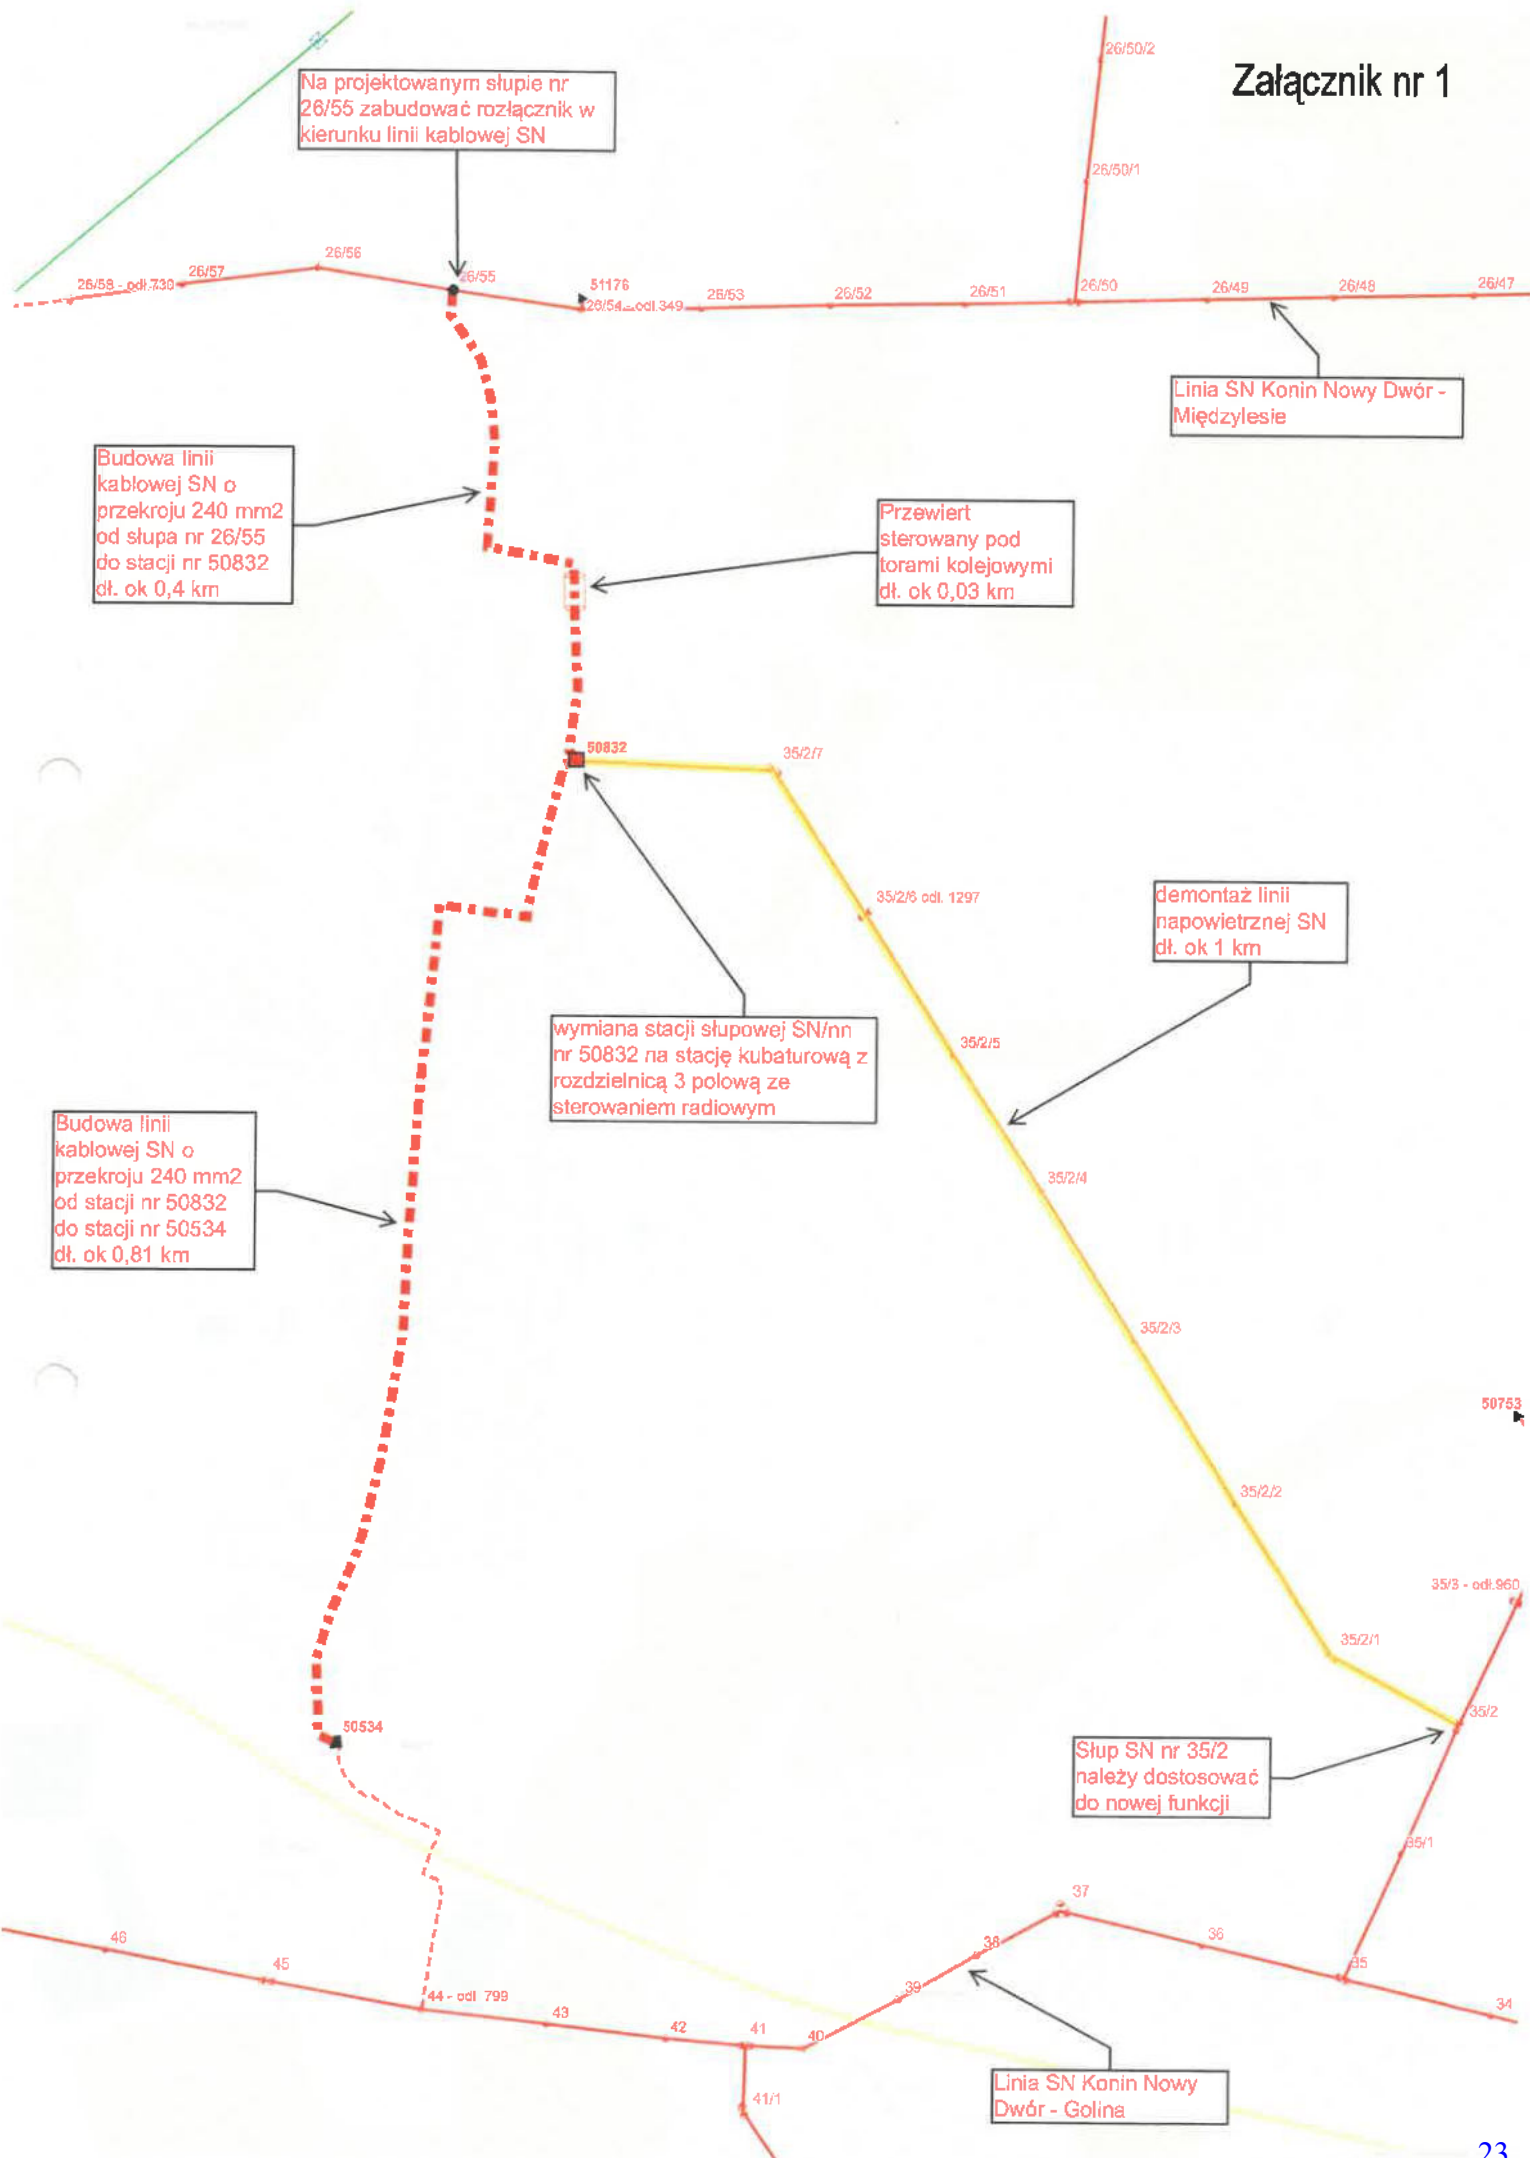 Załącznik nr 1
26/50/2
Na projektowanym słupie nr
26/55 zabudować rozłącznik w
kierunku linii kablowej SN
26/50/1
26/58 - odł.730
26/57
26/56
26/55
51176
26/54 - odł 349
26/53
26/52
26/51
26/50
26/49
26/48
26/47
Linia SN Konin Nowy Dwór -
Międzylesie
Budowa linii
kablowej SN o
przekroju 240 mm2
od słupa nr 26/55
do stacji nr 50832
dł. ok 0,4 km
Przewiert
sterowany pod
torami kolejowymi
dł. ok 0,03 km
50832
35/2/7
35/2/6 odł. 1297
demontaż linii
napowietrznej SN
dł. ok 1 km
wymiana stacji słupowej SN/nn
nr 50832 na stację kubaturową z
rozdzielnicą 3 polową ze
sterowaniem radiowym
35/2/5
Budowa linii
kablowej SN o
przekroju 240 mm2
od stacji nr 50832
do stacji nr 50534
dł. ok 0,81 km
35/2/4
35/2/3
50753
35/2/2
35/3 - odł.960
35/2/1
35/2
50534
Słup SN nr 35/2
należy dostosować
do nowej funkcji
35/1
37
36
35
34
38
39
40
41
42
43
44 - odł 799
45
46
41/1
Linia SN Konin Nowy
Dwór - Golina
23